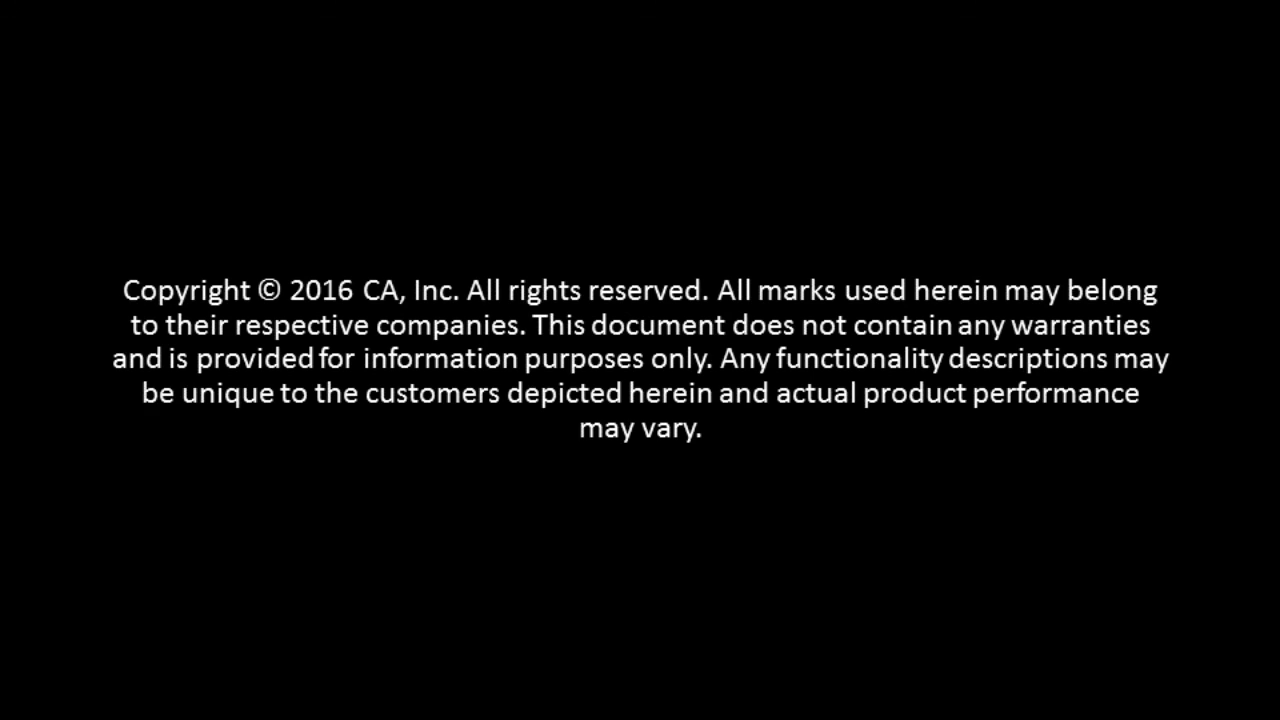 Copyright © 2016 CA, Inc. All rights reserved. All marks used herein may belong
to their respective companies. This document does not contain any warranties
and is provided for information purposes only. Any functionality descriptions may
be unique to the customers depicted herein and actual product performance
may vary.